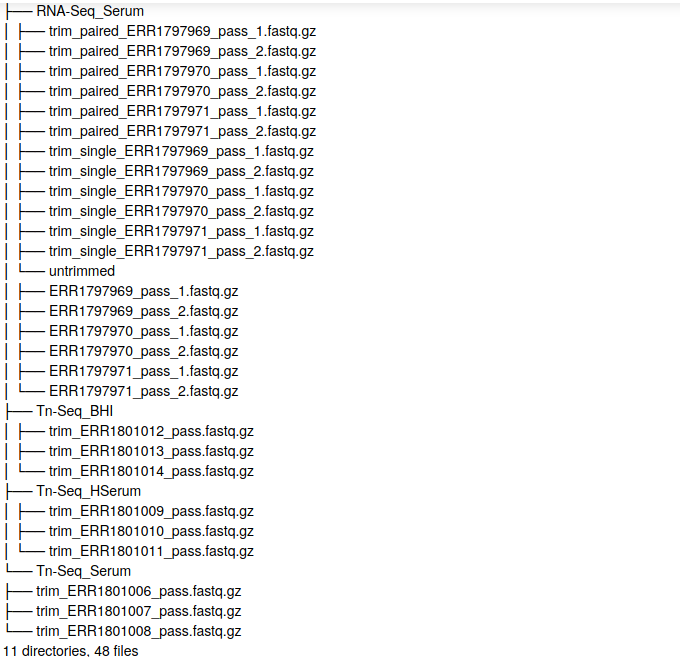 ├── RNA-Seq_Serum
│ ├── trim_paired_ERR1797969_pass_1.fastq.gz
│ ├── trim_paired_ERR1797969_pass_2.fastq.gz
│ ├── trim_paired_ERR1797970_pass_1.fastq.gz
│ ├── trim_paired_ERR1797970_pass_2.fastq.gz
│ ├── trim_paired_ERR1797971_pass_1.fastq.gz
│ ├── trim_paired_ERR1797971_pass_2.fastq.gz
│ ├── trim_single_ERR1797969_pass_1.fastq.gz
│ ├── trim_single_ERR1797969_pass_2.fastq.gz
│ ├── trim_single_ERR1797970_pass_1.fastq.gz
│ ├── trim_single_ERR1797970_pass_2.fastq.gz
│ ├── trim_single_ERR1797971_pass_1.fastq.gz
│ ├── trim_single_ERR1797971_pass_2.fastq.gz
│ └── untrimmed
│ ├── ERR1797969_pass_1.fastq.gz
│ ├── ERR1797969_pass_2.fastq.gz
│ ├── ERR1797970_pass_1.fastq.gz
│ ├── ERR1797970_pass_2.fastq.gz
│ ├── ERR1797971_pass_1.fastq.gz
│ └── ERR1797971_pass_2.fastq.gz
├── Tn-Seq_BHI
│ ├── trim_ERR1801012_pass.fastq.gz
│ ├── trim_ERR1801013_pass.fastq.gz
│ └── trim_ERR1801014_pass.fastq.gz
├── Tn-Seq_HSerum
│ ├── trim_ERR1801009_pass.fastq.gz
│ ├── trim_ERR1801010_pass.fastq.gz
│ └── trim_ERR1801011_pass.fastq.gz
└── Tn-Seq_Serum
├── trim_ERR1801006_pass.fastq.gz
├── trim_ERR1801007_pass.fastq.gz
└── trim_ERR1801008_pass.fastq.gz
11 directories, 48 files